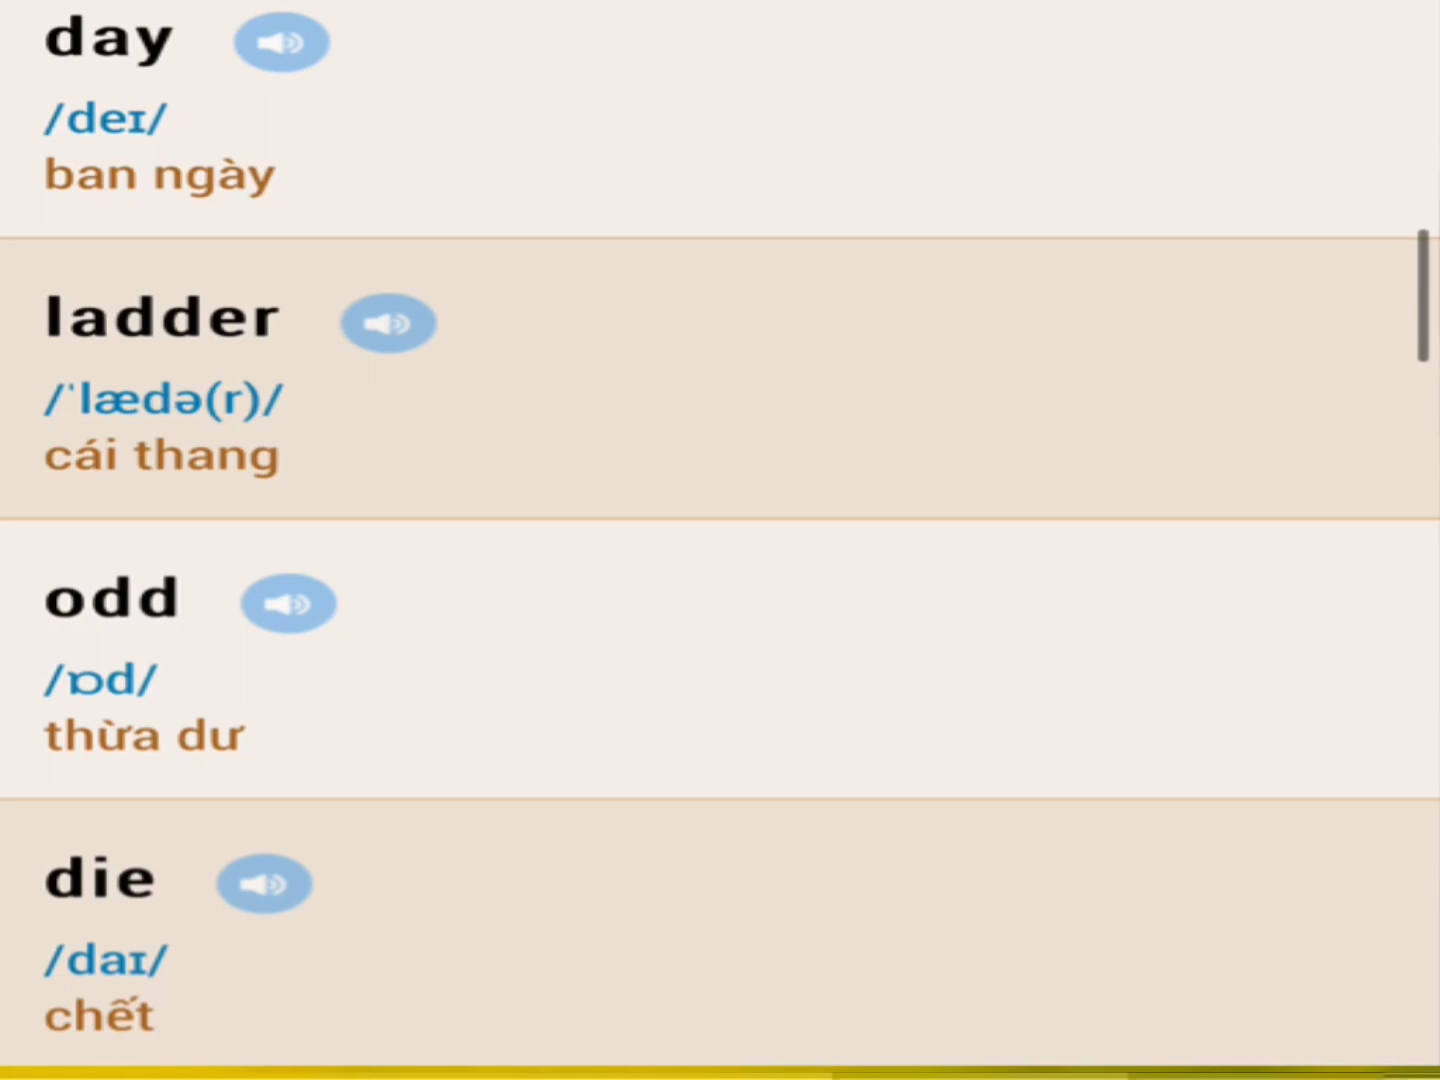 day
/deɪ/
ban ngày
ladder
/ˈlædə(r)/
cái thang
odd
/ɒd/
thừa dư
die
/daɪ/
chết